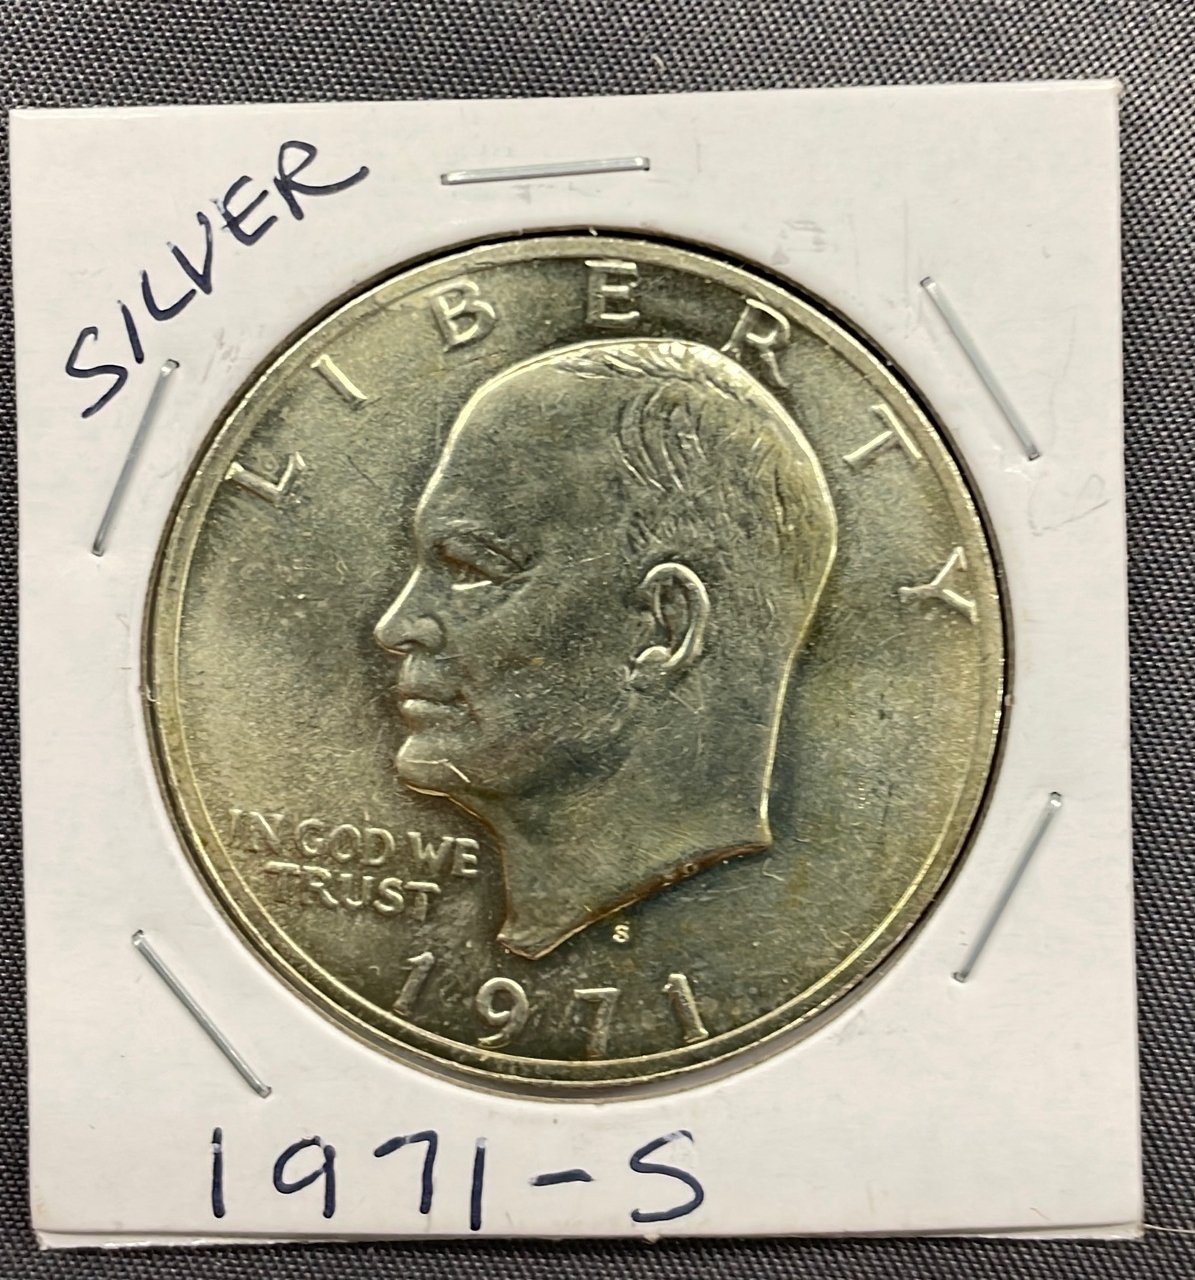 SILVER
LIBERTY
IN GOD WE
TRUST
S
1971
1971-S